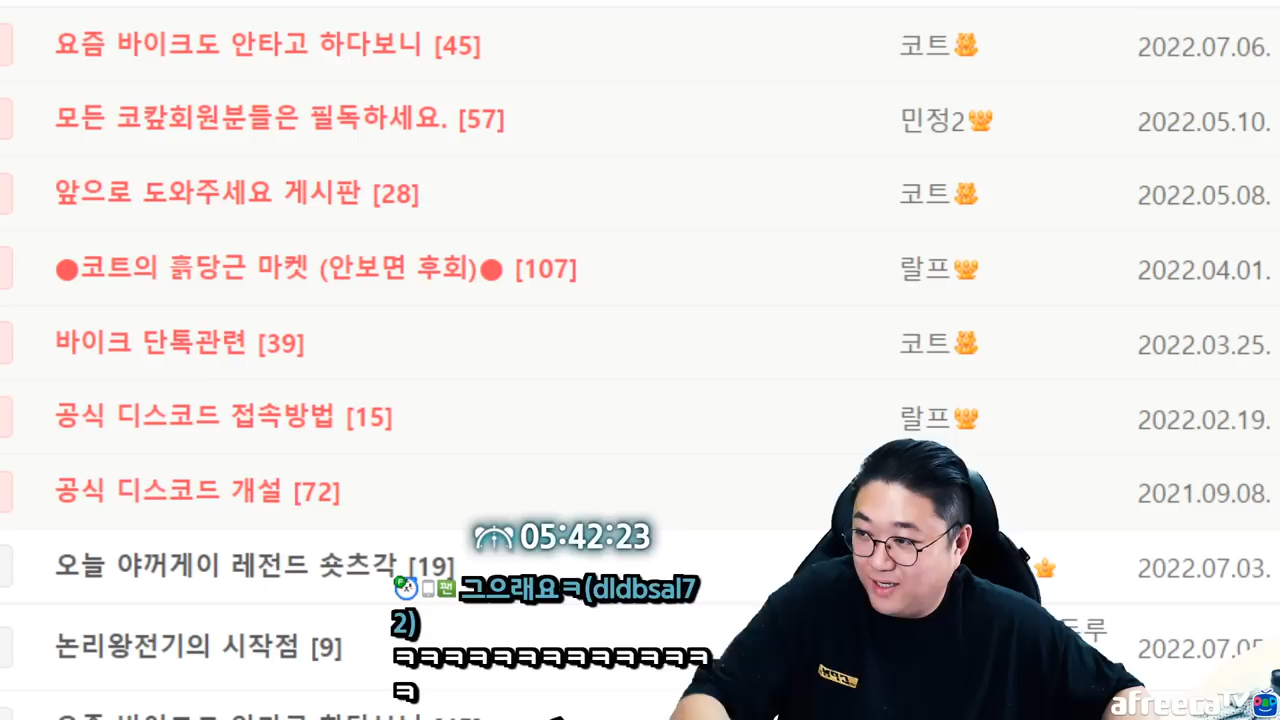 요즘 바이크도 안타고 하다보니 [45] 코트 2022.07.06.
모든 코캎회원분들은 필독하세요. [57] 민정2 2022.05.10.
앞으로 도와주세요 게시판 [28] 코트 2022.05.08.
●코트의 흙당근 마켓 (안보면 후회)● [107] 랄프 2022.04.01.
바이크 단톡관련 [39] 코트 2022.03.25.
공식 디스코드 접속방법 [15] 랄프 2022.02.19.
공식 디스코드 개설 [72] 2021.09.08.
05:42:23
오늘 야꺼게이 레전드 숏츠각 [19] 2022.07.03.
팬 그으래요ㅋ(dldbsal7
2)
논리왕전기의 시작점 [9] 2022.07.05
ㅋㅋㅋㅋㅋㅋㅋㅋㅋㅋㅋㅋㅋ
ㅋ
afreecaTV